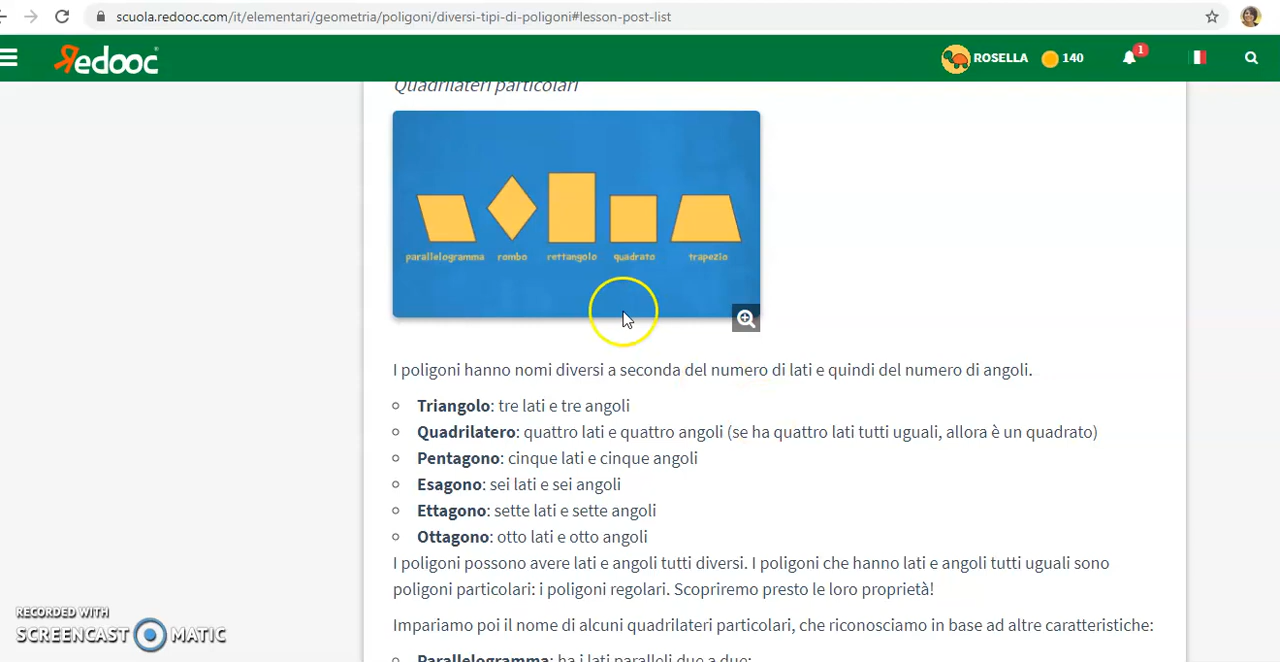 scuola.redooc.com/it/elementari/geometria/poligoni/diversi-tipi-di-poligoni#lesson-post-list
Redooc
ROSELLA 140 1
Quadrilateri particolari
parallelogramma rombo rettangolo quadrato trapezio
I poligoni hanno nomi diversi a seconda del numero di lati e quindi del numero di angoli.
Triangolo: tre lati e tre angoli
Quadrilatero: quattro lati e quattro angoli (se ha quattro lati tutti uguali, allora è un quadrato)
Pentagono: cinque lati e cinque angoli
Esagono: sei lati e sei angoli
Ettagono: sette lati e sette angoli
Ottagono: otto lati e otto angoli
I poligoni possono avere lati e angoli tutti diversi. I poligoni che hanno lati e angoli tutti uguali sono
poligoni particolari: i poligoni regolari. Scopriremo presto le loro proprietà!
Impariamo poi il nome di alcuni quadrilateri particolari, che riconosciamo in base ad altre caratteristiche:
Parallelogramma: ha i lati paralleli due a due;
RECORDED WITH
SCREENCAST MATIC